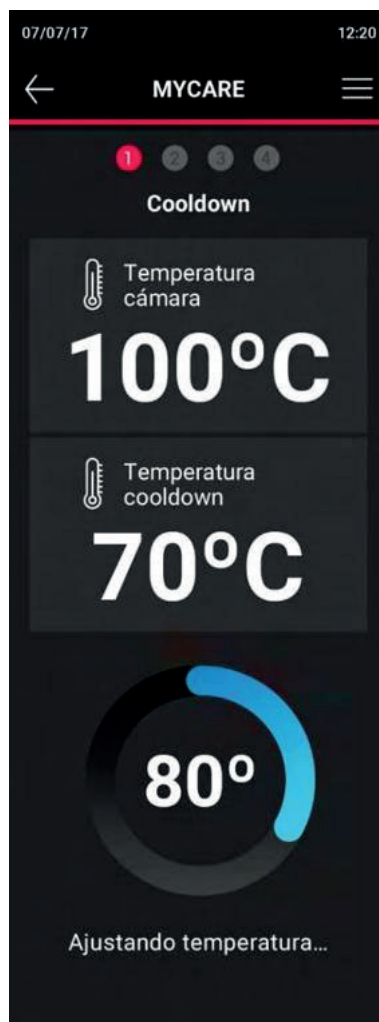 07/07/17 12:20
MYCARE
1 2 3 4
Cooldown
Temperatura
cámara
100ºC
Temperatura
cooldown
70ºC
80º
Ajustando temperatura...